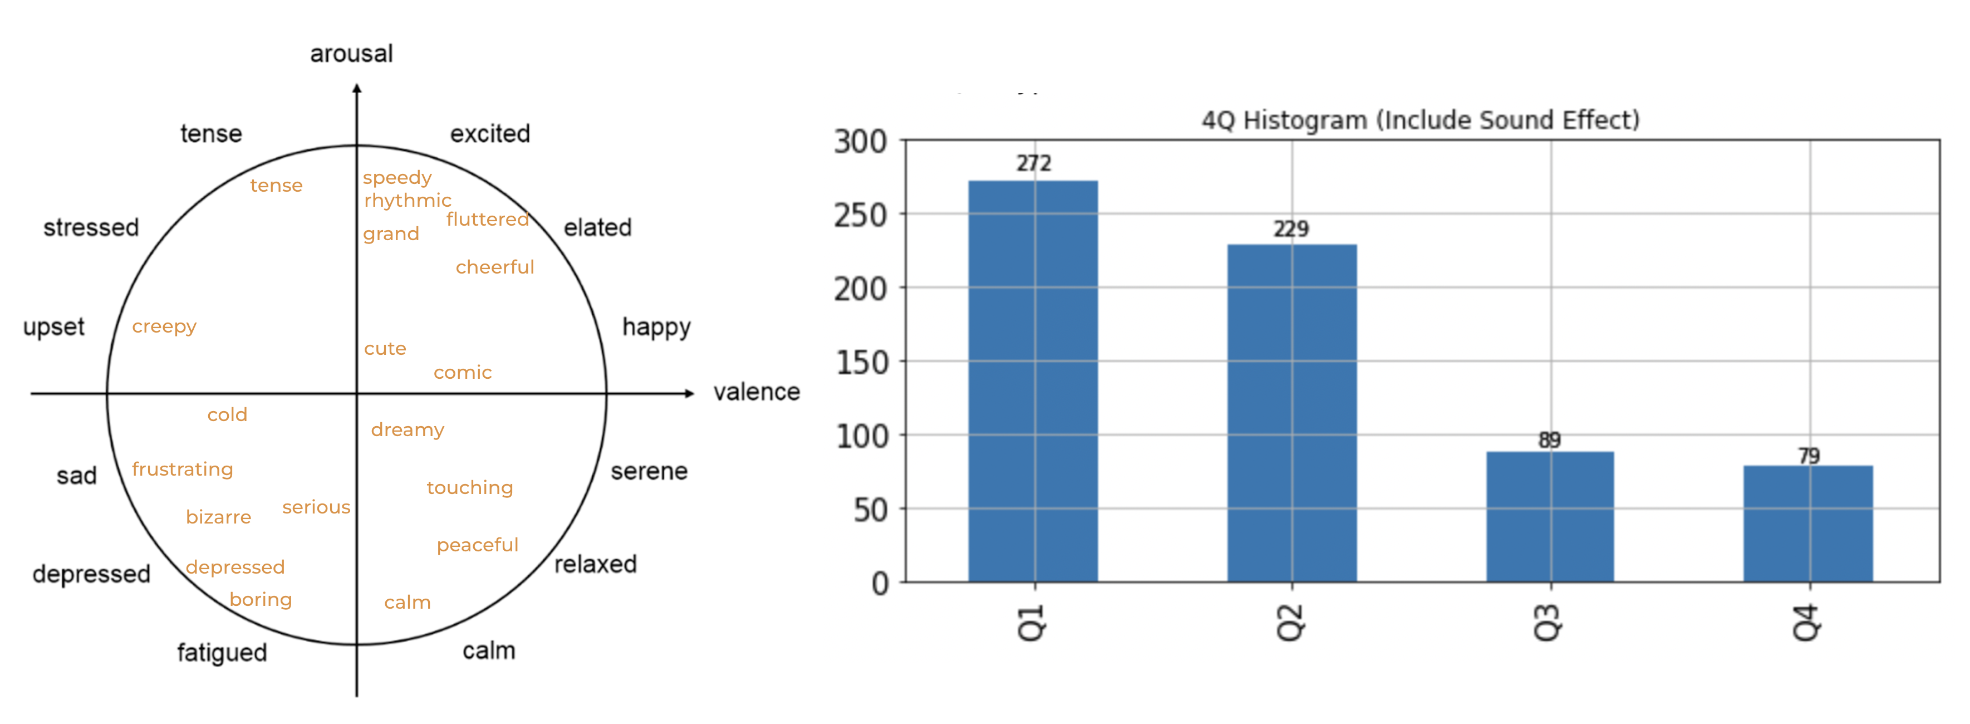 arousal
tense
excited
tense
speedy
rhythmic
fluttered
stressed
elated
grand
cheerful
upset
creepy
happy
cute
comic
valence
cold
dreamy
sad
frustrating
serene
touching
serious
bizarre
peaceful
depressed
depressed
relaxed
boring
calm
fatigued
calm
4Q Histogram (Include Sound Effect)
300
272
250
229
200
150
100
89
79
50
0
Q1
Q2
Q3
Q4